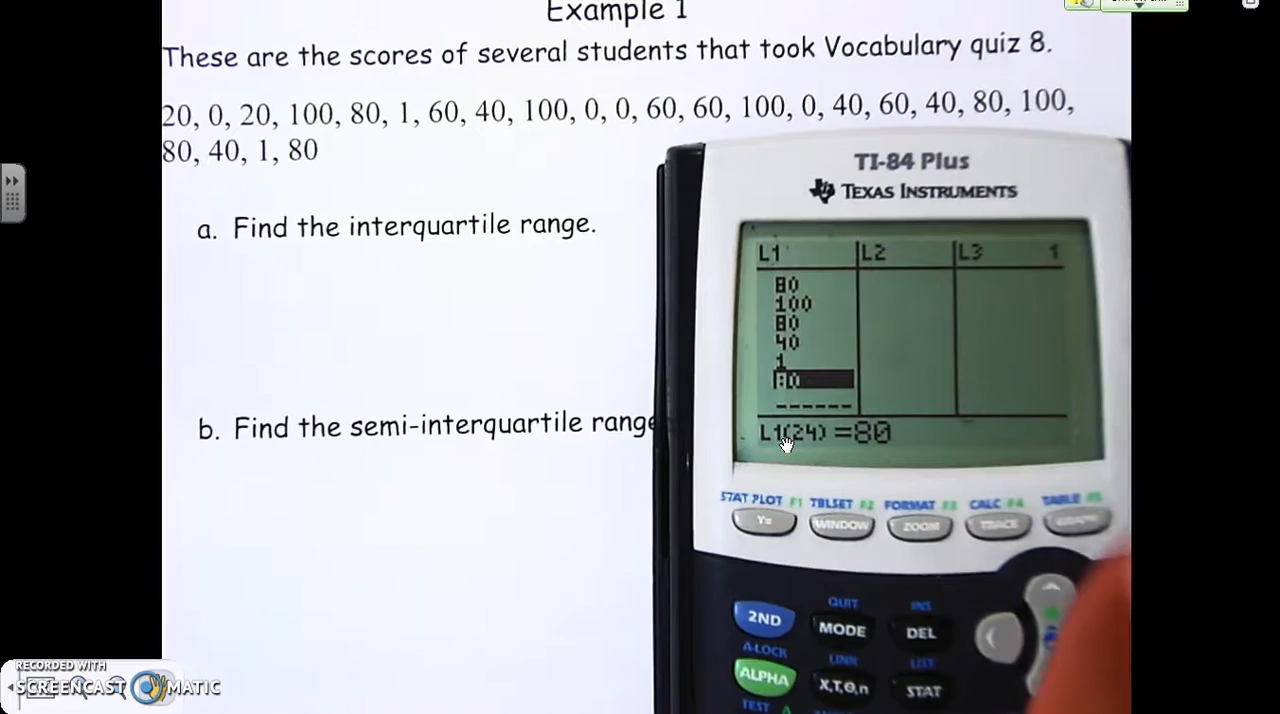 Example 1
These are the scores of several students that took Vocabulary quiz 8.
20, 0, 20, 100, 80, 1, 60, 40, 100, 0, 0, 60, 60, 100, 0, 40, 60, 40, 80, 100,
80, 40, 1, 80
a. Find the interquartile range.
b. Find the semi-interquartile range
TI-84 Plus
TEXAS INSTRUMENTS
L1 L2 L3 1
80
100
80
40
1
80
L1(24) =80
STAT PLOT F1 TBLSET F2 FORMAT F3 CALC F4 TABLE F5
Y= WINDOW ZOOM TRACE GRAPH
QUIT INS
2ND MODE DEL
A-LOCK LINK LIST
ALPHA X,T,Θ,n STAT
TEST A
RECORDED WITH
SCREENCAST MATIC